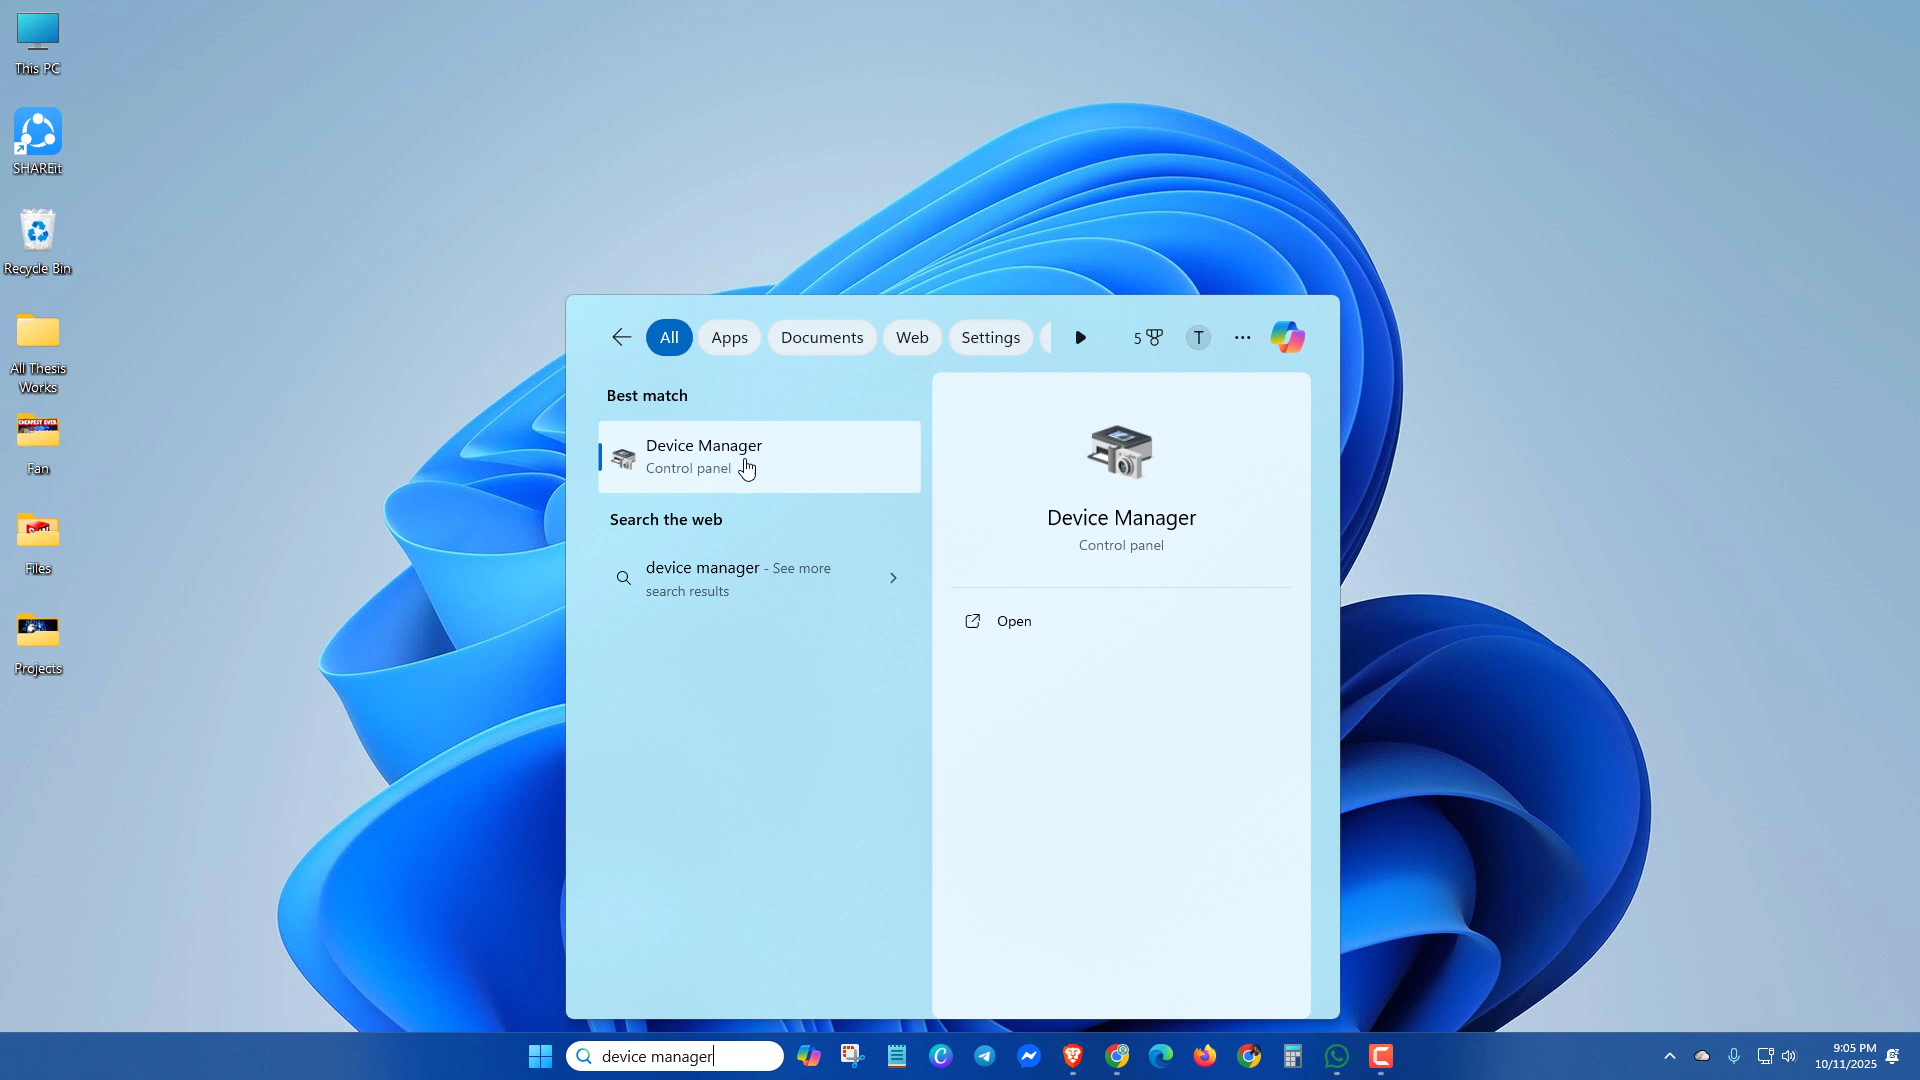 This PC
SHAREit
Recycle Bin
All Thesis
Works
Fan
Files
Projects
All
Apps
Documents
Web
Settings
5
T
Best match
Device Manager
Control panel
Search the web
device manager - See more
search results
Device Manager
Control panel
Open
device manager
9:05 PM
10/11/2025